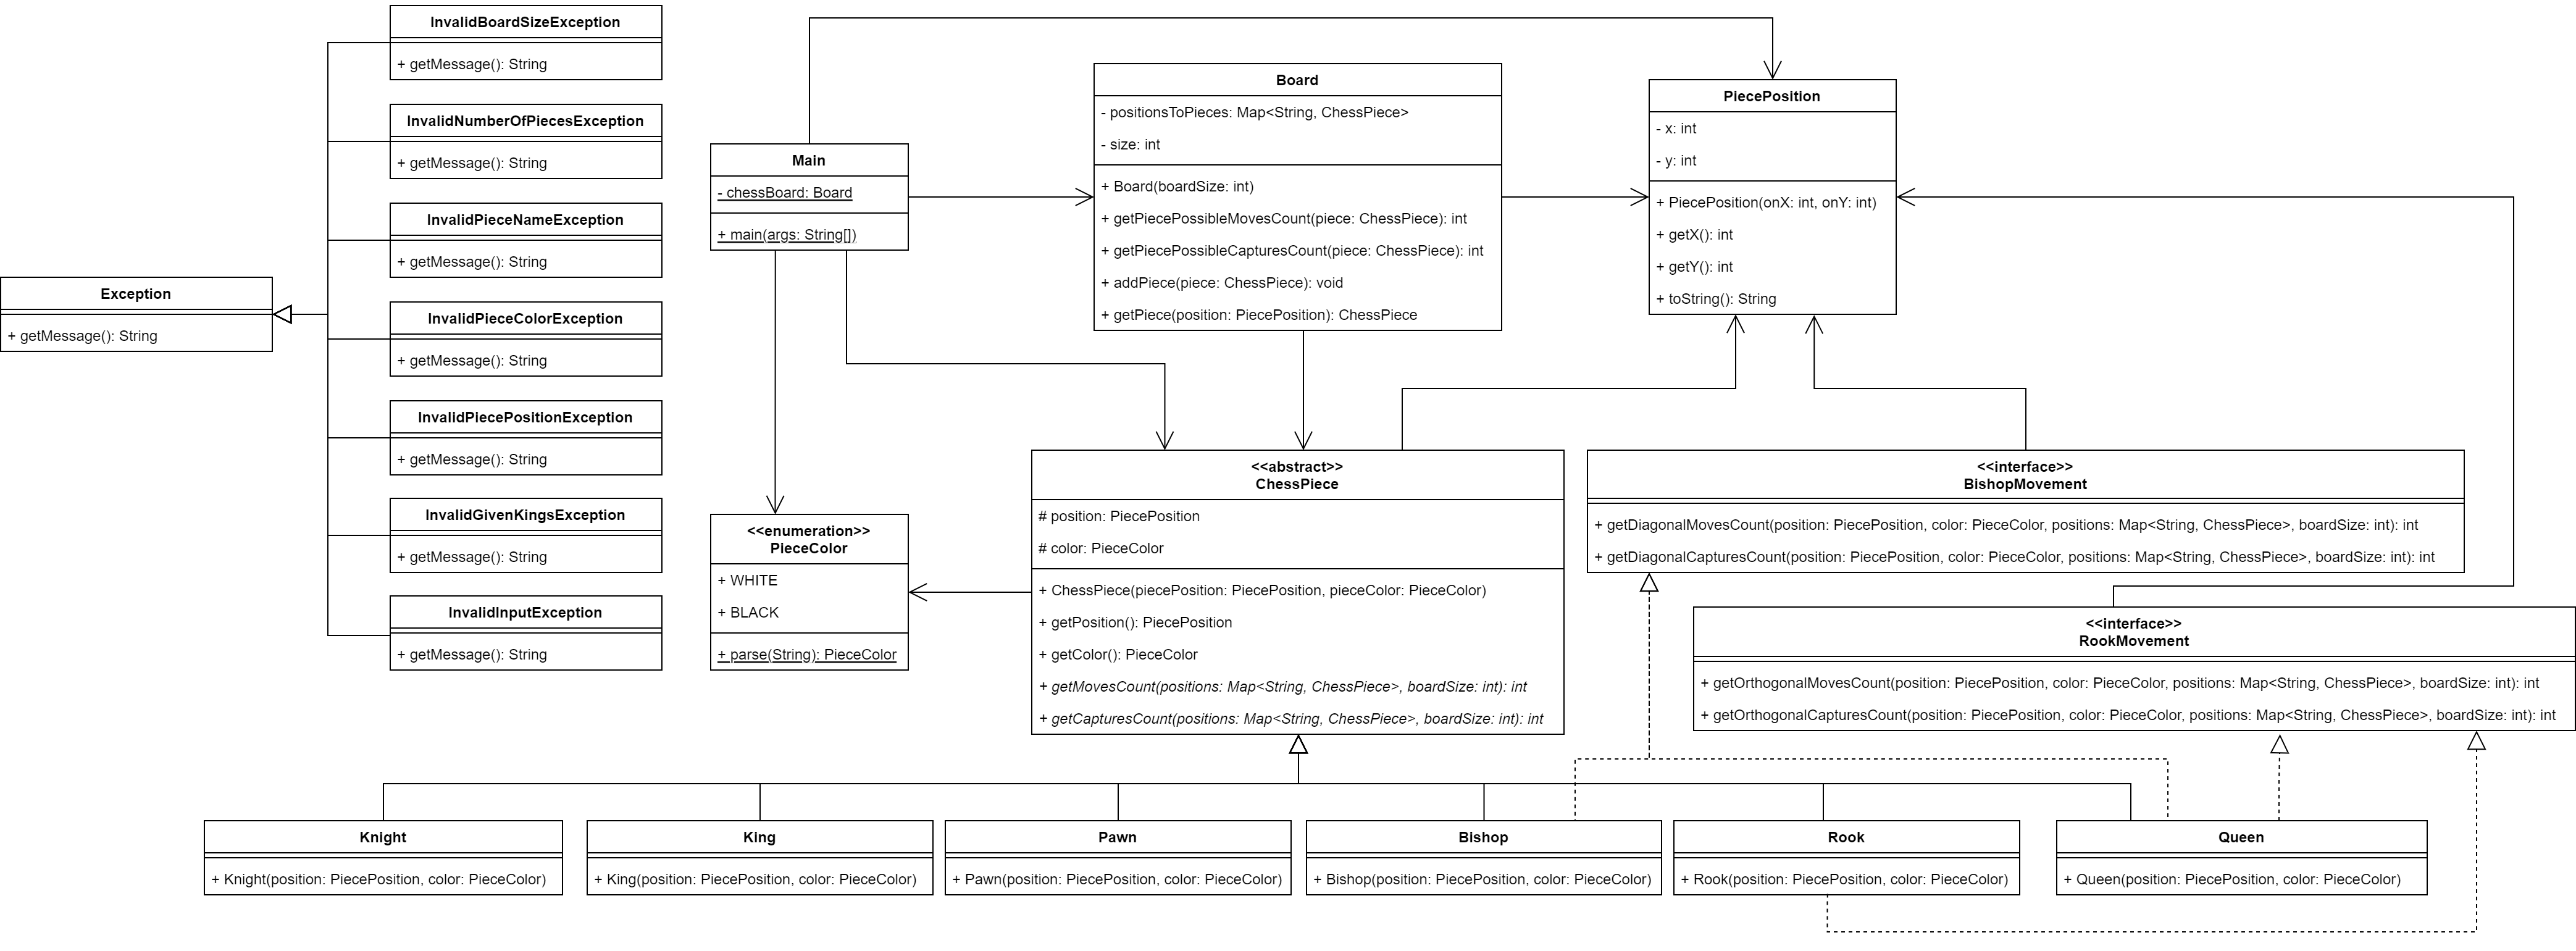 InvalidBoardSizeException
+ getMessage(): String
InvalidNumberOfPiecesException
+ getMessage(): String
InvalidPieceNameException
+ getMessage(): String
InvalidPieceColorException
+ getMessage(): String
InvalidPiecePositionException
+ getMessage(): String
InvalidGivenKingsException
+ getMessage(): String
InvalidInputException
+ getMessage(): String
Exception
+ getMessage(): String
Main
- chessBoard: Board
+ main(args: String[])
Board
- positionsToPieces: Map<String, ChessPiece>
- size: int
+ Board(boardSize: int)
+ getPiecePossibleMovesCount(piece: ChessPiece): int
+ getPiecePossibleCapturesCount(piece: ChessPiece): int
+ addPiece(piece: ChessPiece): void
+ getPiece(position: PiecePosition): ChessPiece
PiecePosition
- x: int
- y: int
+ PiecePosition(onX: int, onY: int)
+ getX(): int
+ getY(): int
+ toString(): String
<<enumeration>>
PieceColor
+ WHITE
+ BLACK
+ parse(String): PieceColor
<<abstract>>
ChessPiece
# position: PiecePosition
# color: PieceColor
+ ChessPiece(piecePosition: PiecePosition, pieceColor: PieceColor)
+ getPosition(): PiecePosition
+ getColor(): PieceColor
+ getMovesCount(positions: Map<String, ChessPiece>, boardSize: int): int
+ getCapturesCount(positions: Map<String, ChessPiece>, boardSize: int): int
<<interface>>
BishopMovement
+ getDiagonalMovesCount(position: PiecePosition, color: PieceColor, positions: Map<String, ChessPiece>, boardSize: int): int
+ getDiagonalCapturesCount(position: PiecePosition, color: PieceColor, positions: Map<String, ChessPiece>, boardSize: int): int
<<interface>>
RookMovement
+ getOrthogonalMovesCount(position: PiecePosition, color: PieceColor, positions: Map<String, ChessPiece>, boardSize: int): int
+ getOrthogonalCapturesCount(position: PiecePosition, color: PieceColor, positions: Map<String, ChessPiece>, boardSize: int): int
Knight
+ Knight(position: PiecePosition, color: PieceColor)
King
+ King(position: PiecePosition, color: PieceColor)
Pawn
+ Pawn(position: PiecePosition, color: PieceColor)
Bishop
+ Bishop(position: PiecePosition, color: PieceColor)
Rook
+ Rook(position: PiecePosition, color: PieceColor)
Queen
+ Queen(position: PiecePosition, color: PieceColor)